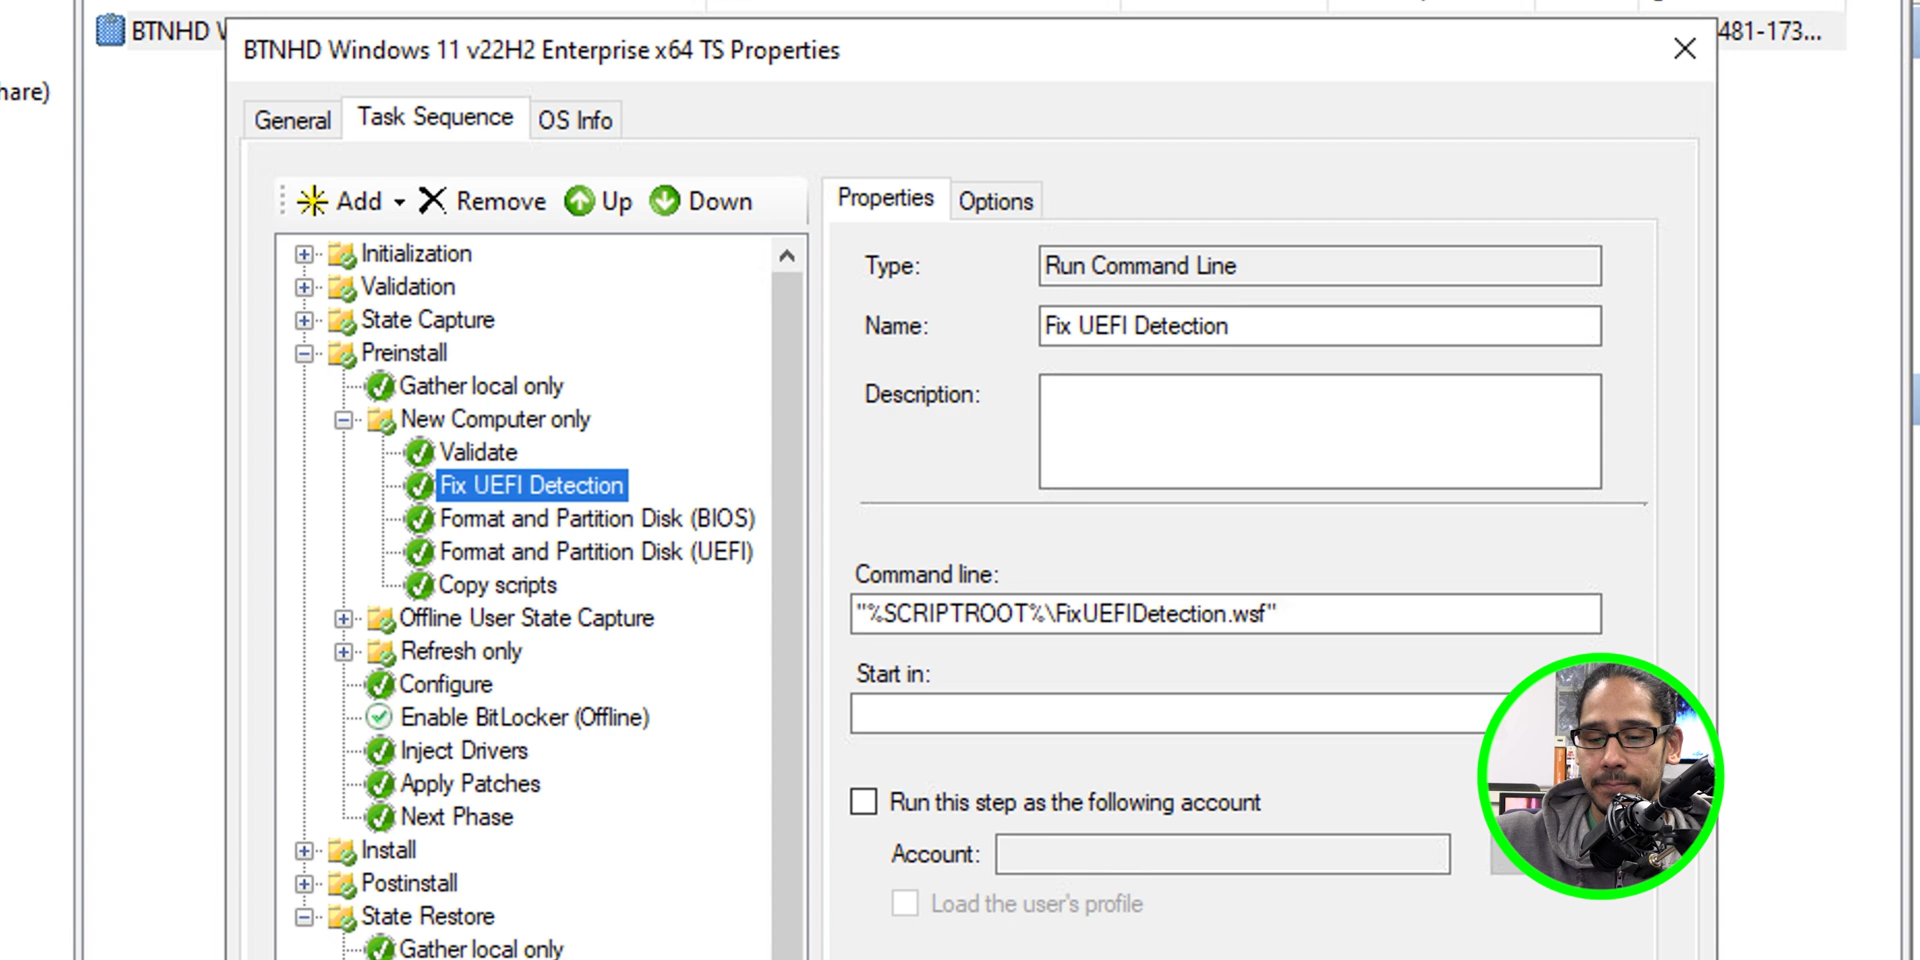 BTNHD W
481-173...
hare)
BTNHD Windows 11 v22H2 Enterprise x64 TS Properties
General
Task Sequence
OS Info
Add
Remove
Up
Down
Initialization
Validation
State Capture
Preinstall
Gather local only
New Computer only
Validate
Fix UEFI Detection
Format and Partition Disk (BIOS)
Format and Partition Disk (UEFI)
Copy scripts
Offline User State Capture
Refresh only
Configure
Enable BitLocker (Offline)
Inject Drivers
Apply Patches
Next Phase
Install
Postinstall
State Restore
Gather local only
Properties
Options
Type:
Run Command Line
Name:
Fix UEFI Detection
Description:
Command line:
"%SCRIPTROOT%\FixUEFIDetection.wsf"
Start in:
Run this step as the following account
Account:
Load the user's profile